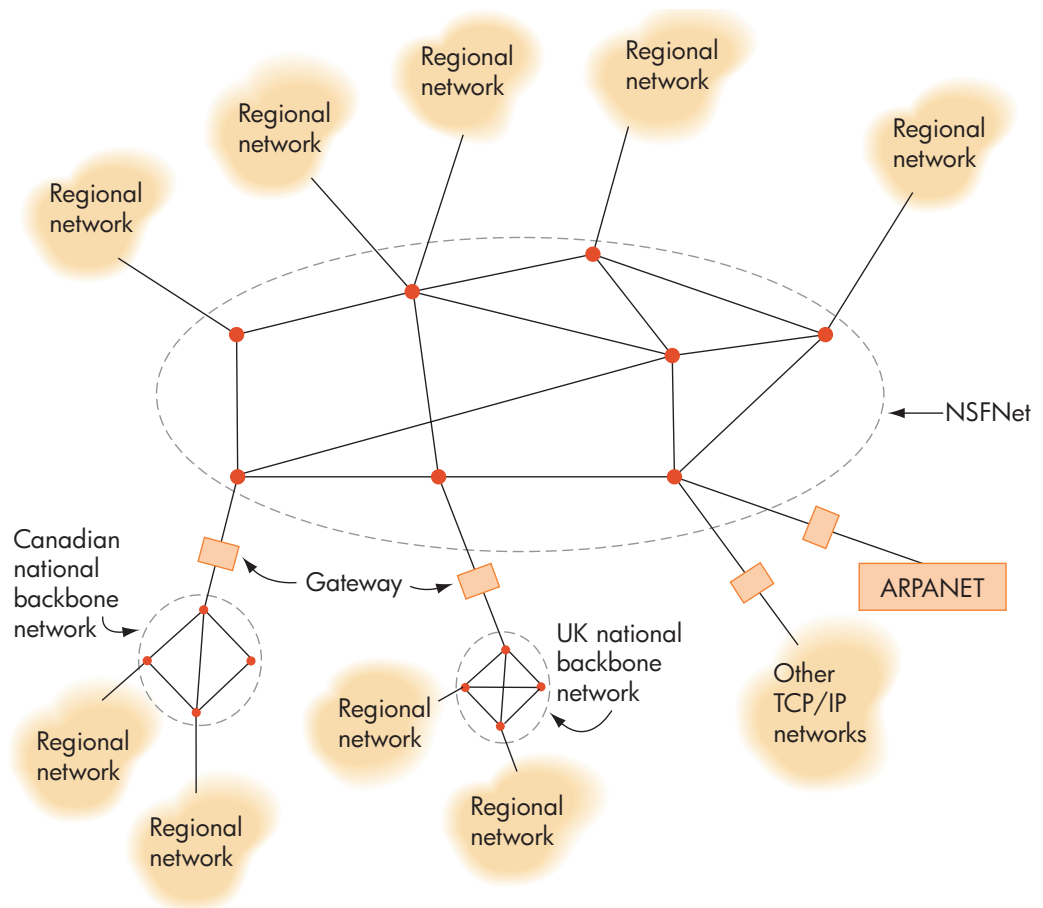 Regional
network
Regional
network
Regional
network
Regional
network
Regional
network
NSFNet
Canadian
national
backbone
network
Gateway
ARPANET
UK national
backbone
network
Other
TCP/IP
networks
Regional
network
Regional
network
Regional
network
Regional
network